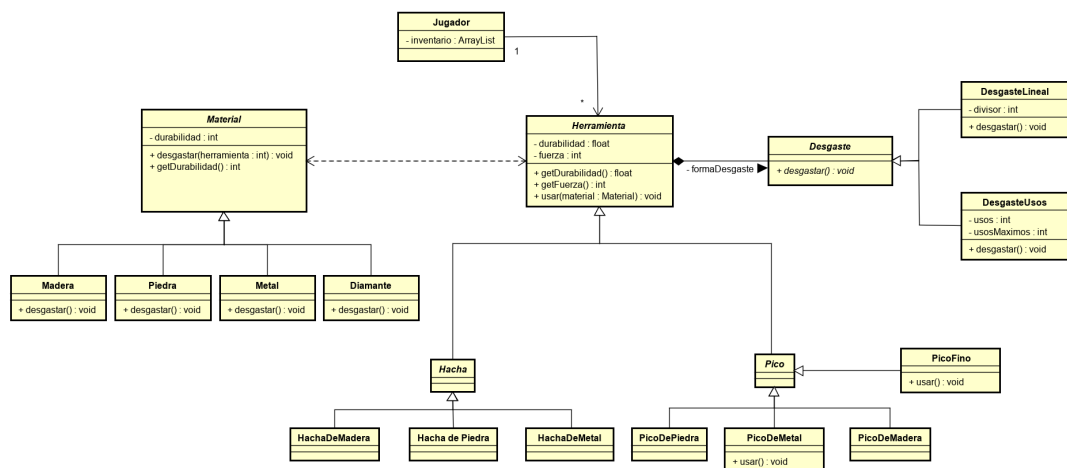 Jugador
- inventario : ArrayList
1
*
Material
- durabilidad : int
+ desgastar(herramienta : int) : void
+ getDurabilidad() : int
Herramienta
- durabilidad : float
- fuerza : int
+ getDurabilidad() : float
+ getFuerza() : int
+ usar(material : Material) : void
- formaDesgaste
Desgaste
+ desgastar() : void
DesgasteLineal
- divisor : int
+ desgastar() : void
DesgasteUsos
- usos : int
- usosMaximos : int
+ desgastar() : void
Madera
+ desgastar() : void
Piedra
+ desgastar() : void
Metal
+ desgastar() : void
Diamante
+ desgastar() : void
Hacha
Pico
PicoFino
+ usar() : void
HachaDeMadera
Hacha de Piedra
HachaDeMetal
PicoDePiedra
PicoDeMetal
+ usar() : void
PicoDeMadera